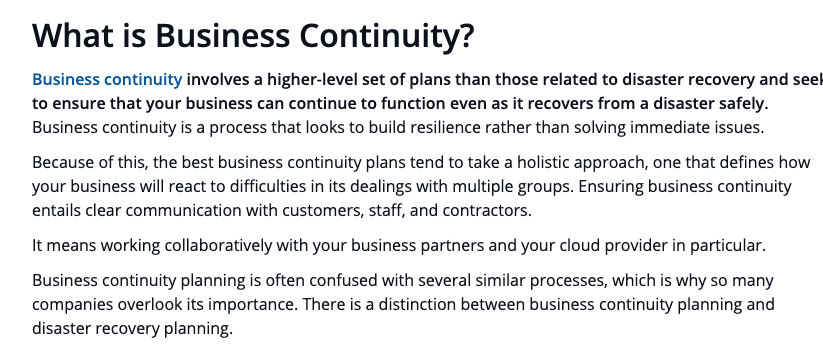 What is Business Continuity?
Business continuity involves a higher-level set of plans than those related to disaster recovery and seek
to ensure that your business can continue to function even as it recovers from a disaster safely.
Business continuity is a process that looks to build resilience rather than solving immediate issues.
Because of this, the best business continuity plans tend to take a holistic approach, one that defines how
your business will react to difficulties in its dealings with multiple groups. Ensuring business continuity
entails clear communication with customers, staff, and contractors.
It means working collaboratively with your business partners and your cloud provider in particular.
Business continuity planning is often confused with several similar processes, which is why so many
companies overlook its importance. There is a distinction between business continuity planning and
disaster recovery planning.